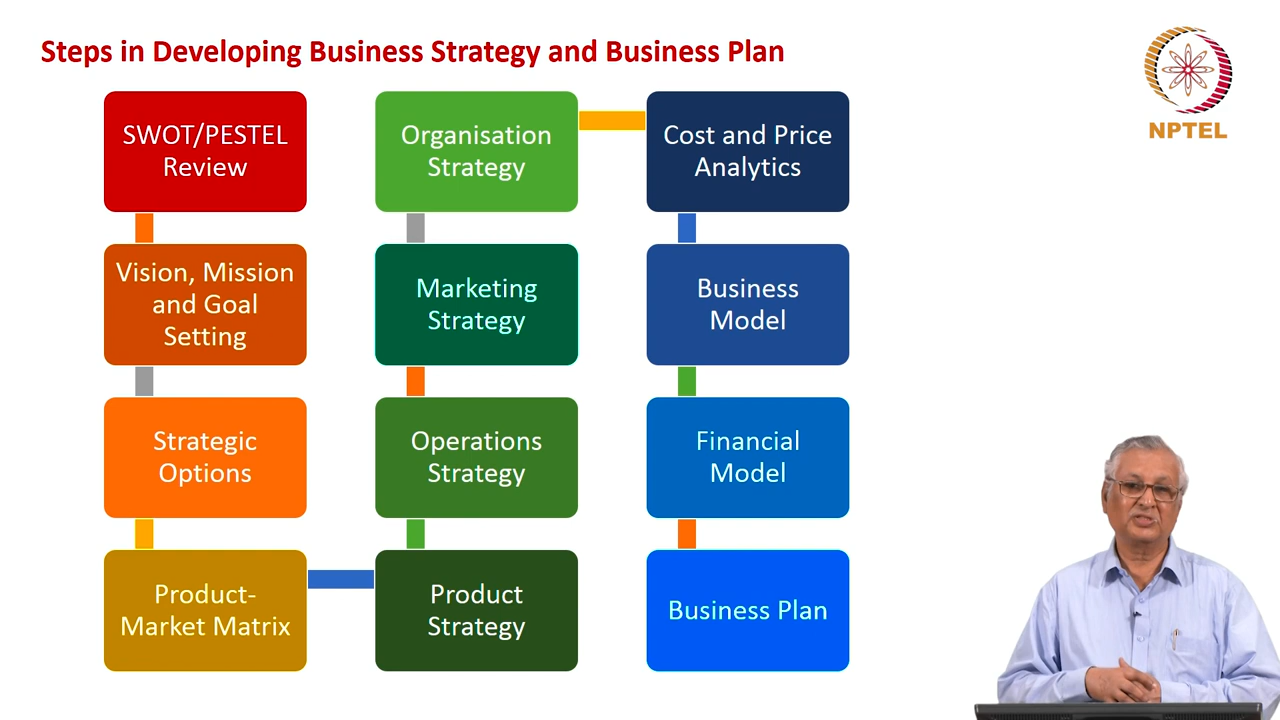 Steps in Developing Business Strategy and Business Plan
NPTEL
SWOT/PESTEL
Review
Vision, Mission
and Goal
Setting
Strategic
Options
Product-
Market Matrix
Product
Strategy
Operations
Strategy
Marketing
Strategy
Organisation
Strategy
Cost and Price
Analytics
Business
Model
Financial
Model
Business Plan